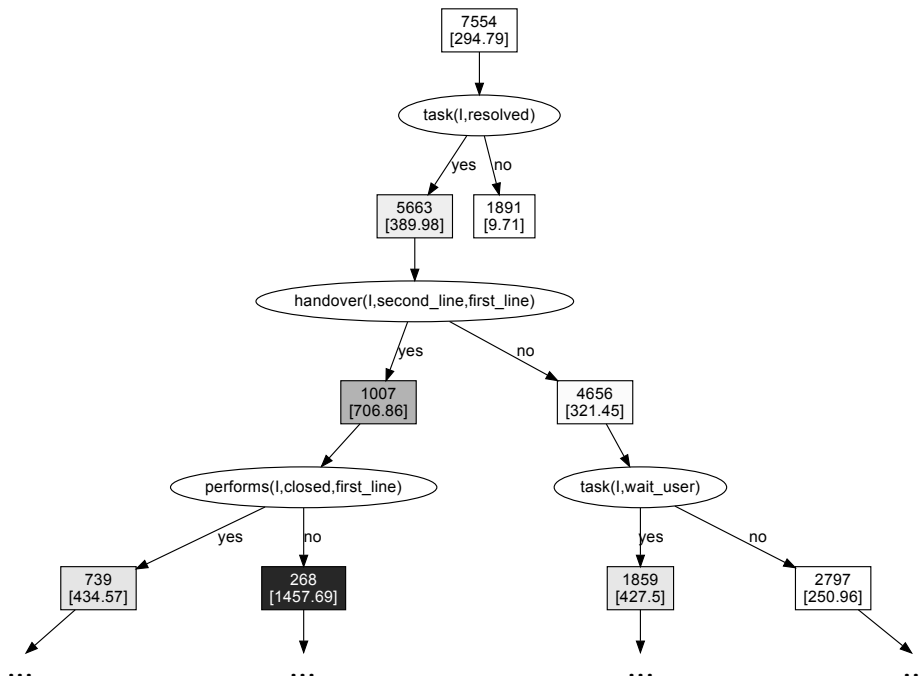 7554
[294.79]
task(I,resolved)
yes
no
5663
[389.98]
1891
[9.71]
handover(I,second_line,first_line)
yes
no
1007
[706.86]
4656
[321.45]
performs(I,closed,first_line)
task(I,wait_user)
yes
no
yes
no
739
[434.57]
268
[1457.69]
1859
[427.5]
2797
[250.96]
...
...
...
..